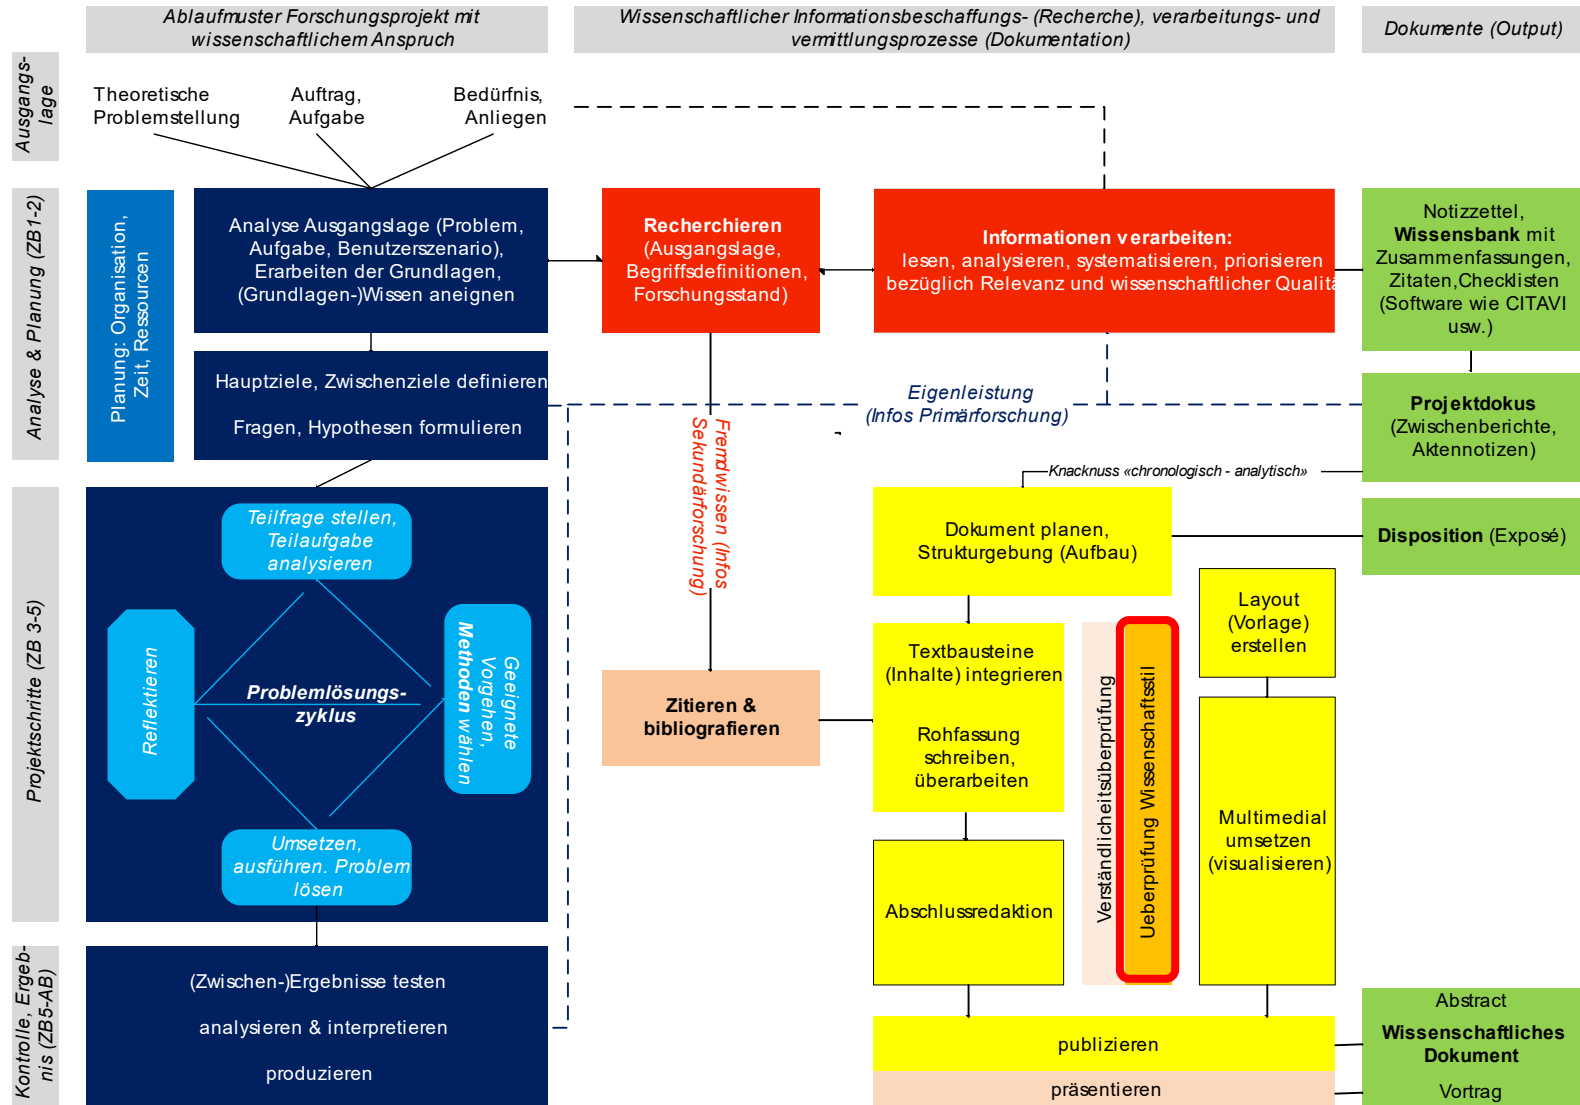 Ablaufmuster Forschungsprojekt mit
wissenschaftlichem Anspruch
Wissenschaftlicher Informationsbeschaffungs- (Recherche), verarbeitungs- und
vermittlungsprozesse (Dokumentation)
Dokumente (Output)
Ausgangs-
lage
Theoretische
Problemstellung
Auftrag,
Aufgabe
Bedürfnis,
Anliegen
Analyse & Planung (ZB1-2)
Planung: Organisation,
Zeit, Ressourcen
Analyse Ausgangslage (Problem,
Aufgabe, Benutzerszenario),
Erarbeiten der Grundlagen,
(Grundlagen-)Wissen aneignen
Recherchieren
(Ausgangslage,
Begriffsdefinitionen,
Forschungsstand)
Informationen verarbeiten:
lesen, analysieren, systematisieren, priorisieren
bezüglich Relevanz und wissenschaftlicher Qualitä
Notizzettel,
Wissensbank mit
Zusammenfassungen,
Zitaten,Checklisten
(Software wie CITAVI
usw.)
Hauptziele, Zwischenziele definieren
Fragen, Hypothesen formulieren
Eigenleistung
(Infos Primärforschung)
Projektdokus
(Zwischenberichte,
Aktennotizen)
Fremdwissen (Infos
Sekundärforschung)
Knacknuss «chronologisch - analytisch»
Projektschritte (ZB 3-5)
Teilfrage stellen,
Teilaufgabe
analysieren
Reflektieren
Problemlösungs-
zyklus
Geeignete
Vorgehen,
Methoden wählen
Umsetzen,
ausführen. Problem
lösen
Dokument planen,
Strukturgebung (Aufbau)
Disposition (Exposé)
Zitieren &
bibliografieren
Textbausteine
(Inhalte) integrieren
Rohfassung
schreiben,
überarbeiten
Abschlussredaktion
Verständlicheitsüberprüfung
Ueberprüfung Wissenschaftsstil
Layout
(Vorlage)
erstellen
Multimedial
umsetzen
(visualisieren)
Kontrolle, Ergeb-
nis (ZB5-AB)
(Zwischen-)Ergebnisse testen
analysieren & interpretieren
produzieren
publizieren
präsentieren
Abstract
Wissenschaftliches
Dokument
Vortrag